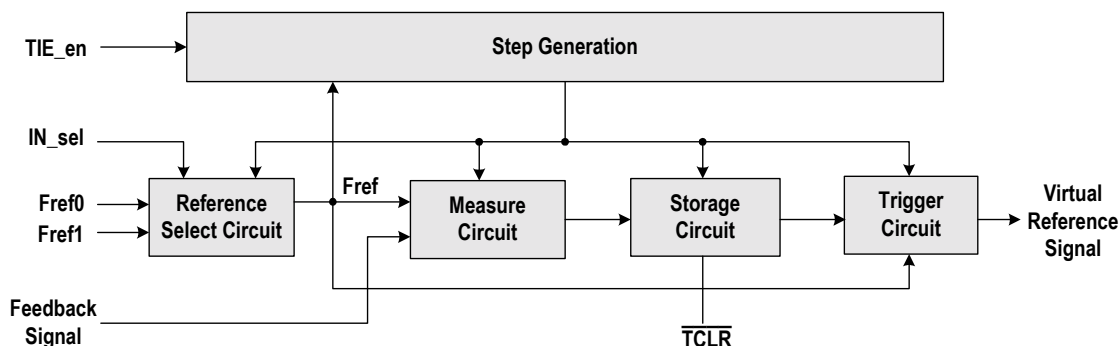 TIE_en
Step Generation
IN_sel
Fref0
Fref1
Reference
Select Circuit
Fref
Measure
Circuit
Storage
Circuit
Trigger
Circuit
Virtual
Reference
Signal
Feedback
Signal
TCLR